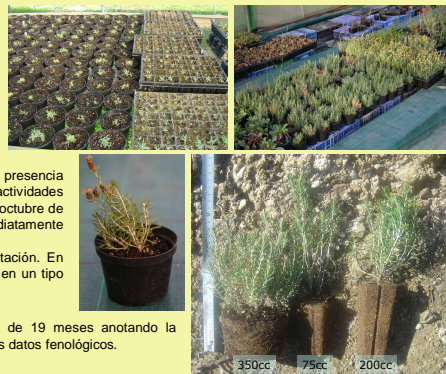 presencia
actividades
octubre de
diatamente
tación. En
en un tipo
de 19 meses anotando la
s datos fenológicos.
350cc 75cc 200cc